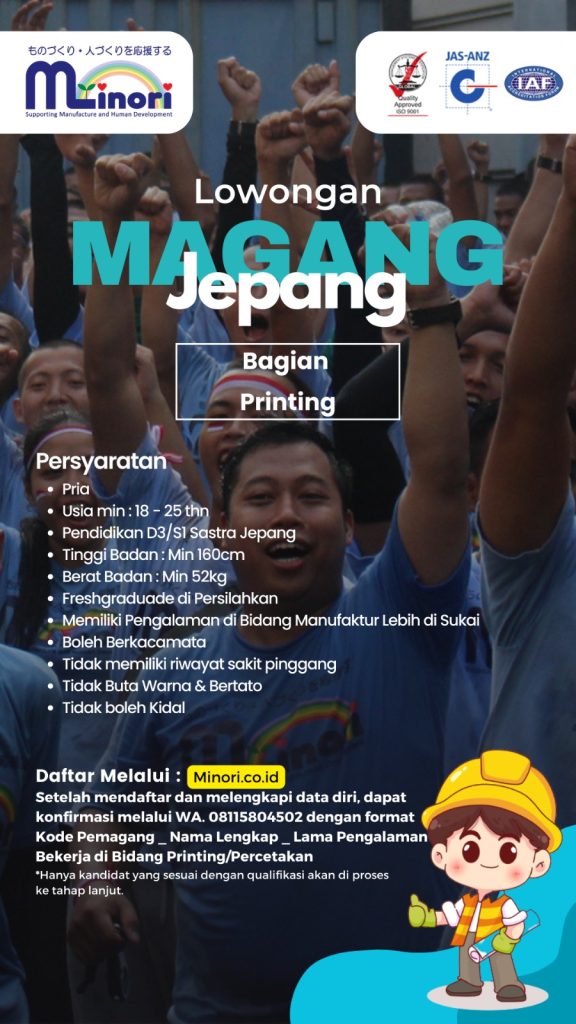 ものづくり・人づくりを応援する
Minori
Supporting Manufacture and Human Development
GLOBAL
Quality
Approved
ISO 9001
JAS-ANZ
INTERNATIONAL
IAF
ACCREDITATION FORUM
Lowongan
MAGANG
Jepang
Bagian
Printing
Persyaratan
• Pria
• Usia min : 18 - 25 thn
• Pendidikan D3/S1 Sastra Jepang
• Tinggi Badan : Min 160cm
• Berat Badan : Min 52kg
• Freshgraduade di Persilahkan
• Memiliki Pengalaman di Bidang Manufaktur Lebih di Sukai
• Boleh Berkacamata
• Tidak memiliki riwayat sakit pinggang
• Tidak Buta Warna & Bertato
• Tidak boleh Kidal
Daftar Melalui : Minori.co.id
Setelah mendaftar dan melengkapi data diri, dapat
konfirmasi melalui WA. 08115804502 dengan format
Kode Pemagang _ Nama Lengkap _ Lama Pengalaman
Bekerja di Bidang Printing/Percetakan
*Hanya kandidat yang sesuai dengan qualifikasi akan di proses
ke tahap lanjut.